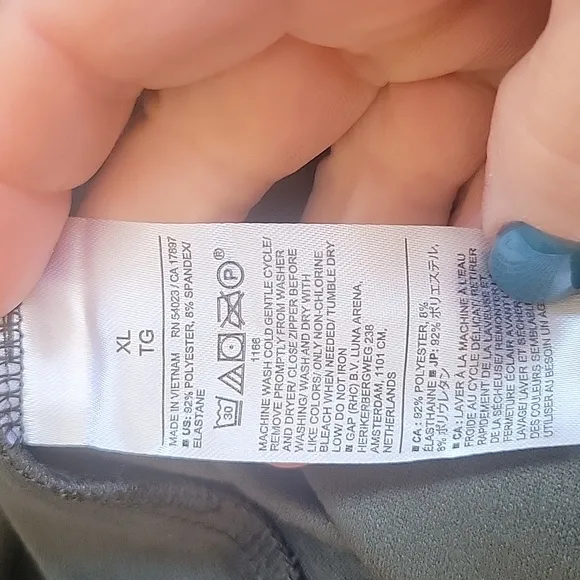 XL
TG
MADE IN VIETNAM RN 54023 / CA 17897
■ US: 92% POLYESTER, 8% SPANDEX/
ELASTANE
30 P ®
1166
MACHINE WASH COLD GENTLE CYCLE/
REMOVE PROMPTLY FROM WASHER
AND DRYER/ CLOSE ZIPPER BEFORE
WASHING/ WASH AND DRY WITH
LIKE COLORS/ ONLY NON-CHLORINE
BLEACH WHEN NEEDED/ TUMBLE DRY
LOW/ DO NOT IRON
■ GAP (RHC) B.V. LUNA ARENA,
HERIKERBERGWEG 238
AMSTERDAM, 1101 CM,
NETHERLANDS
■ CA : 92% POLYESTER, 8%
ÉLASTHANNE ■ JP: 92% ポリエステル,
8% ポリウレタン
■ CA : LAVER À LA MACHINE À L'EAU
FROIDE AU CYCLE DÉLICAT/RETIRER
RAPIDEMENT DE LA LAVEUSE ET
DE LA SÉCHEUSE/ REMONTER
FERMETURE ÉCLAIR AVANT
LAVAGE/ LAVER ET SÉCHER
DES COULEURS SEMBLABLES
UTILISER AU BESOIN UN